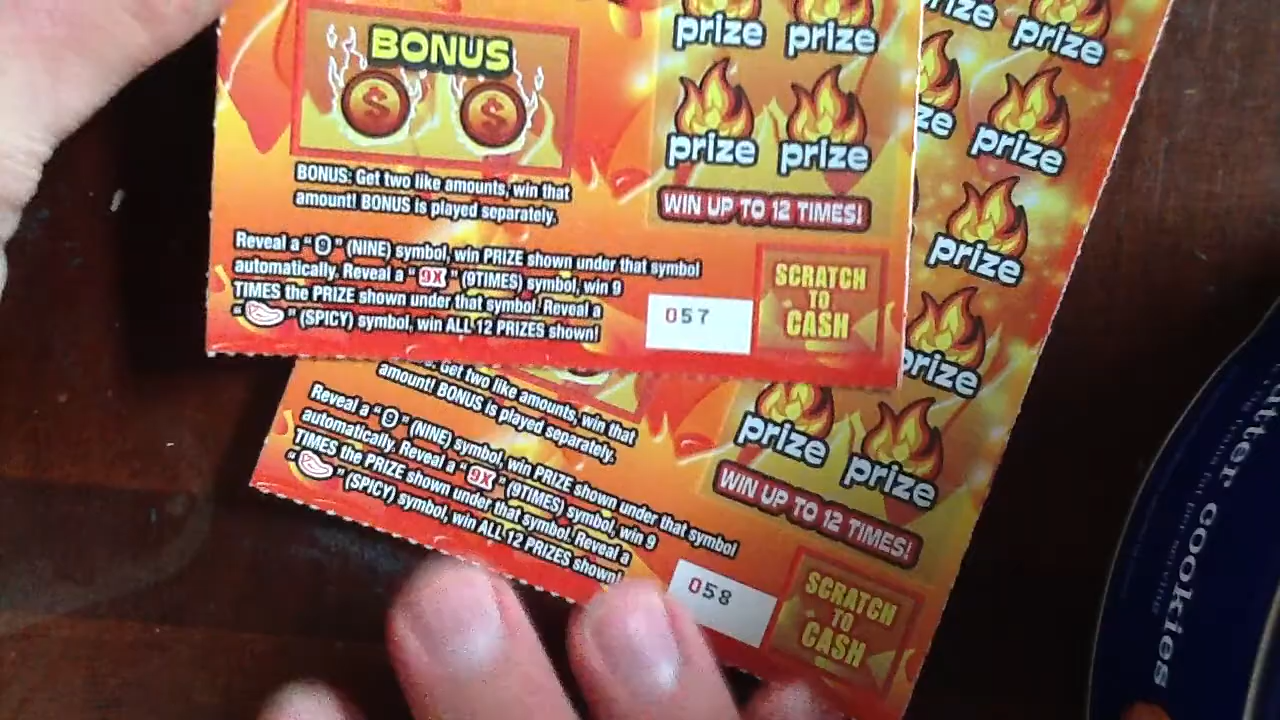 BONUS
$ $
BONUS: Get two like amounts, win that
amount! BONUS is played separately.
Reveal a "9" (NINE) symbol, win PRIZE shown under that symbol
automatically. Reveal a "9X" (9TIMES) symbol, win 9
TIMES the PRIZE shown under that symbol. Reveal a
" " (SPICY) symbol, win ALL 12 PRIZES shown!
prize prize
prize prize
WIN UP TO 12 TIMES!
057
SCRATCH
TO
CASH
prize
prize
prize
prize
prize prize
Get two like amounts, win that
amount! BONUS is played separately.
Reveal a "9" (NINE) symbol, win PRIZE shown under that symbol
automatically. Reveal a "9X" (9TIMES) symbol, win 9
TIMES the PRIZE shown under that symbol. Reveal a
" " (SPICY) symbol, win ALL 12 PRIZES shown!
WIN UP TO 12 TIMES!
058
SCRATCH
TO
CASH
cookies